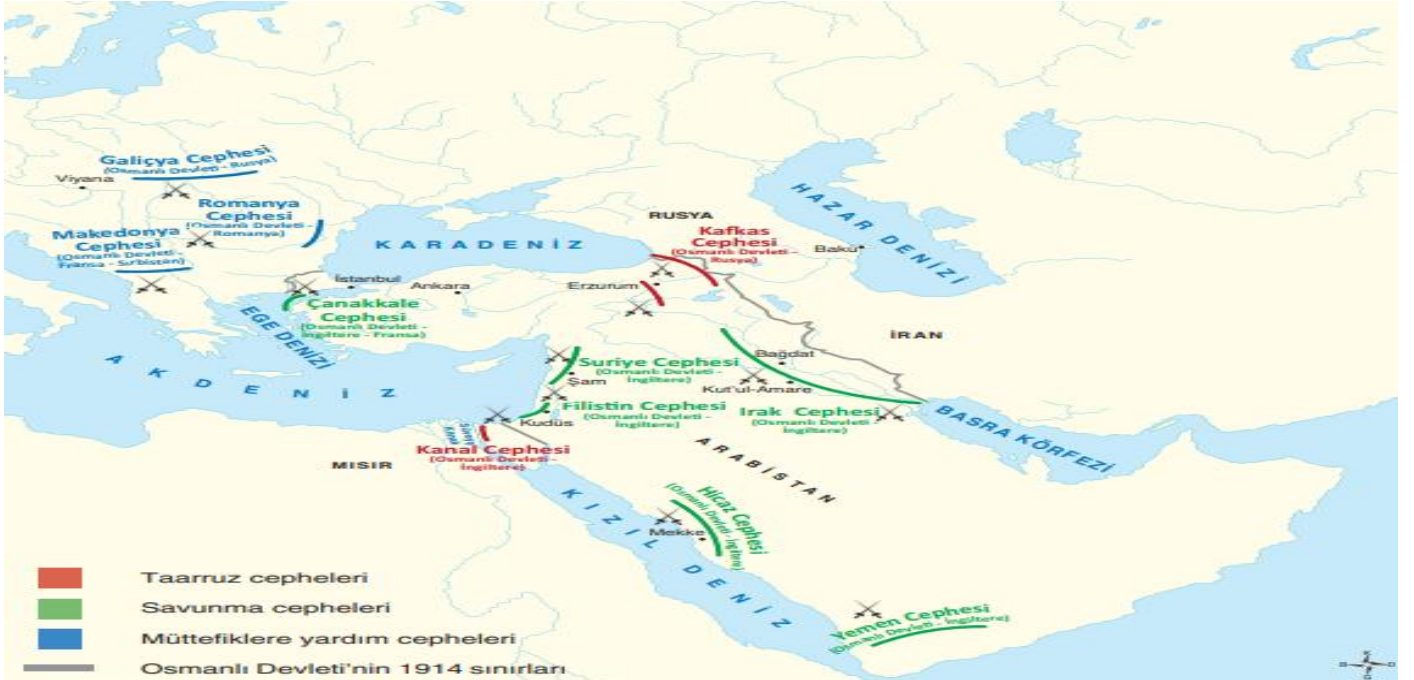 Galiçya Cephesi
(Osmanlı Devleti - Rusya)
Viyana
Romanya
Cephesi
(Osmanlı Devleti -
Romanya)
Makedonya
Cephesi
(Osmanlı Devleti -
Fransa - Sırbistan)
KARADENİZ
RUSYA
Kafkas
Cephesi
(Osmanlı Devleti -
Rusya)
Bakü
HAZAR DENİZİ
İstanbul
Ankara
Erzurum
Çanakkale
Cephesi
(Osmanlı Devleti -
İngiltere - Fransa)
EGE DENİZİ
AKDENİZ
İRAN
Suriye Cephesi
(Osmanlı Devleti -
İngiltere)
Şam
Bağdat
Kut'ul-Amare
Filistin Cephesi
(Osmanlı Devleti -
İngiltere)
Kudüs
Irak Cephesi
(Osmanlı Devleti -
İngiltere)
BASRA KÖRFEZİ
Süveyş
Kanalı
Kanal Cephesi
(Osmanlı Devleti -
İngiltere)
MISIR
ARABİSTAN
Hicaz Cephesi
(Osmanlı Devleti - İngiltere)
Mekke
KIZIL DENİZ
Yemen Cephesi
(Osmanlı Devleti - İngiltere)
Taarruz cepheleri
Savunma cepheleri
Müttefiklere yardım cepheleri
Osmanlı Devleti'nin 1914 sınırları
K
B
D
G